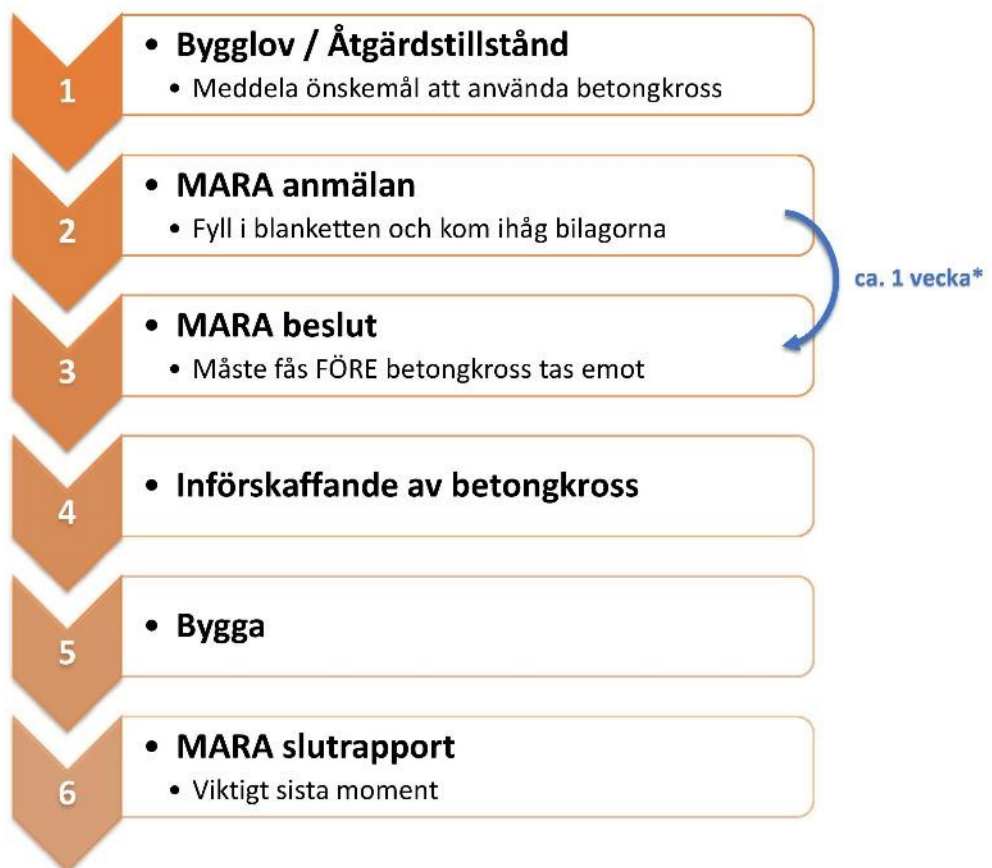 1
• Bygglov / Åtgärdstillstånd
• Meddela önskemål att använda betongkross
2
• MARA anmälan
• Fyll i blanketten och kom ihåg bilagorna
ca. 1 vecka*
3
• MARA beslut
• Måste fås FÖRE betongkross tas emot
4
• Införskaffande av betongkross
5
• Bygga
6
• MARA slutrapport
• Viktigt sista moment